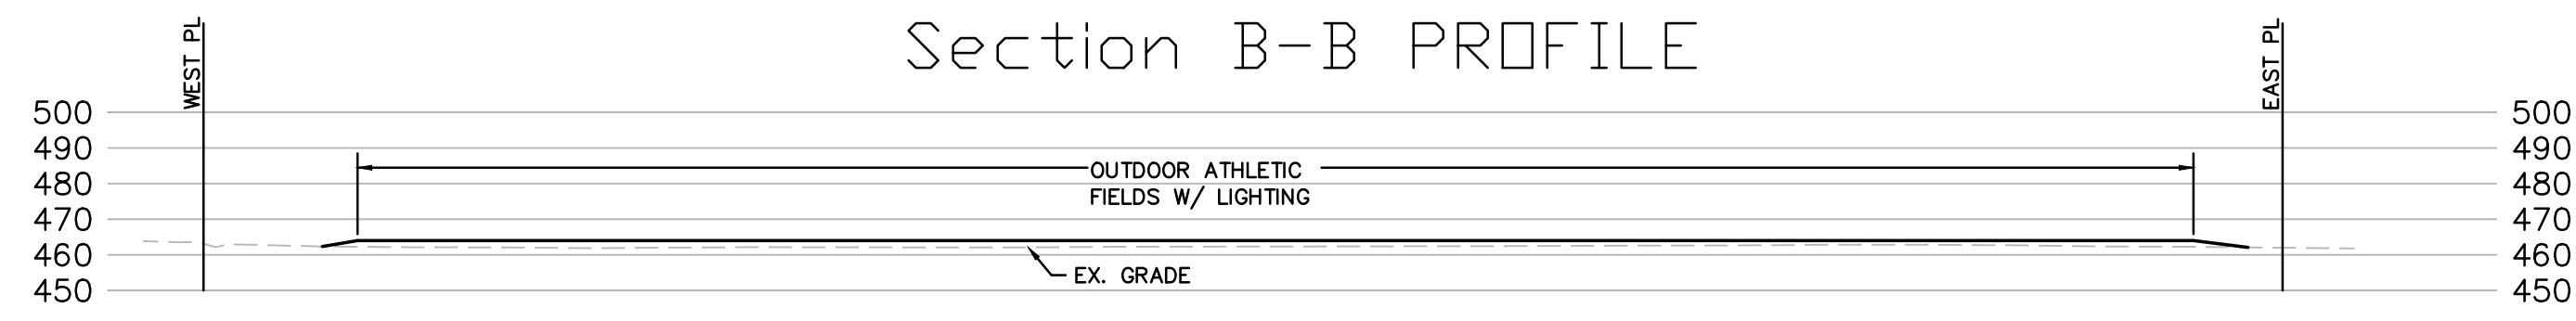 Section B-B PROFILE
WEST PL
EAST PL
500 500
490 490
OUTDOOR ATHLETIC
480 480
FIELDS W/ LIGHTING
470 470
460 460
EX. GRADE
450 450